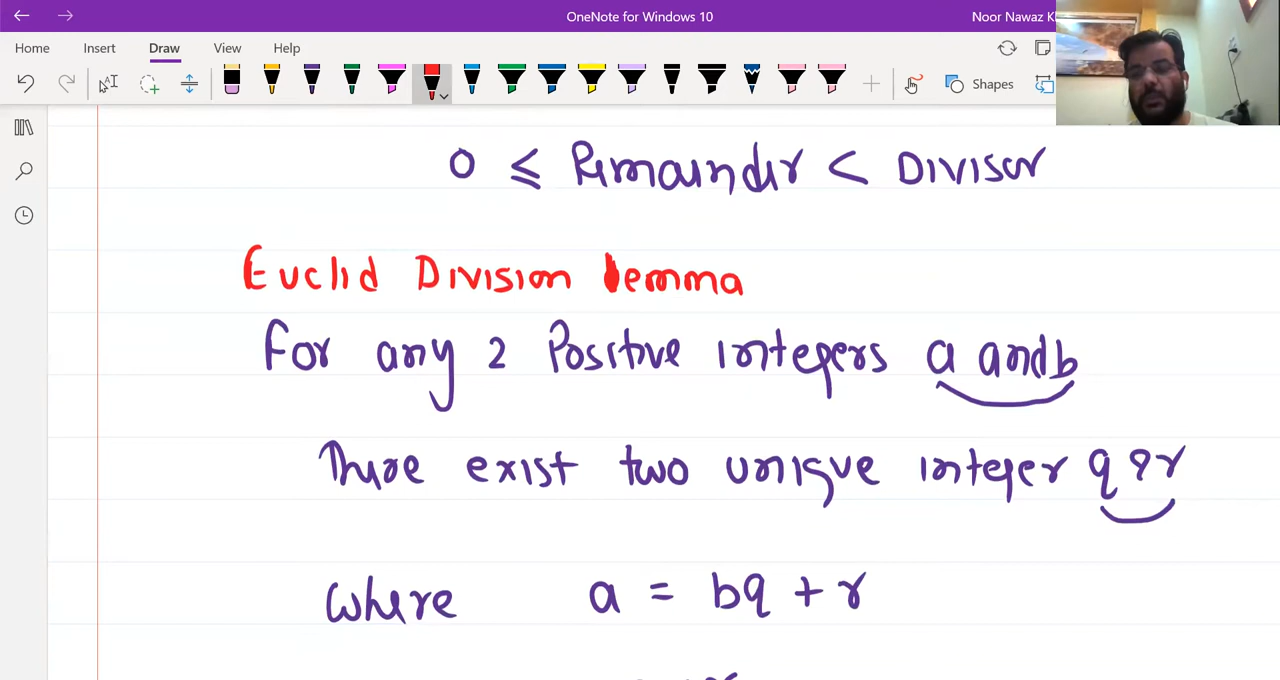 OneNote for Windows 10
Noor Nawaz K
Home Insert Draw View Help
Shapes
0 ⩽ Remainder < Divisor
Euclid Division lemma
For any 2 Positive integers a and b
There exist two unique integer q & r
where a = bq + r